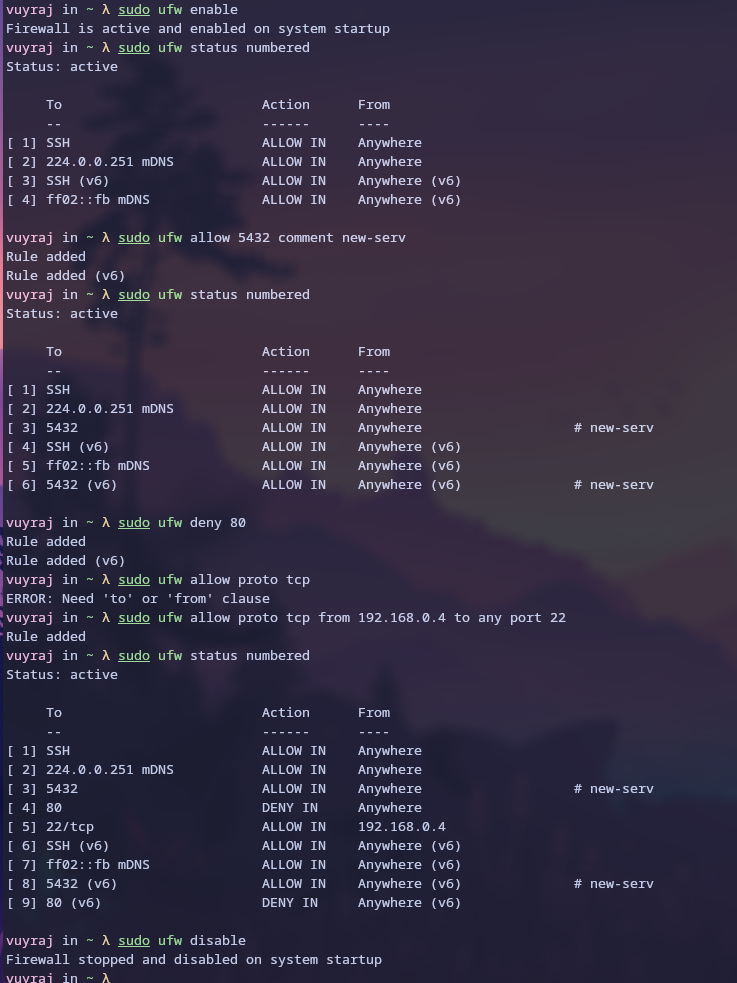 vuyraj in ~ λ sudo ufw enable
Firewall is active and enabled on system startup
vuyraj in ~ λ sudo ufw status numbered
Status: active

     To                         Action      From
     --                         ------      ----
[ 1] SSH                        ALLOW IN    Anywhere
[ 2] 224.0.0.251 mDNS           ALLOW IN    Anywhere
[ 3] SSH (v6)                   ALLOW IN    Anywhere (v6)
[ 4] ff02::fb mDNS              ALLOW IN    Anywhere (v6)

vuyraj in ~ λ sudo ufw allow 5432 comment new-serv
Rule added
Rule added (v6)
vuyraj in ~ λ sudo ufw status numbered
Status: active

     To                         Action      From
     --                         ------      ----
[ 1] SSH                        ALLOW IN    Anywhere
[ 2] 224.0.0.251 mDNS           ALLOW IN    Anywhere
[ 3] 5432                       ALLOW IN    Anywhere                   # new-serv
[ 4] SSH (v6)                   ALLOW IN    Anywhere (v6)
[ 5] ff02::fb mDNS              ALLOW IN    Anywhere (v6)
[ 6] 5432 (v6)                  ALLOW IN    Anywhere (v6)              # new-serv

vuyraj in ~ λ sudo ufw deny 80
Rule added
Rule added (v6)
vuyraj in ~ λ sudo ufw allow proto tcp
ERROR: Need 'to' or 'from' clause
vuyraj in ~ λ sudo ufw allow proto tcp from 192.168.0.4 to any port 22
Rule added
vuyraj in ~ λ sudo ufw status numbered
Status: active

     To                         Action      From
     --                         ------      ----
[ 1] SSH                        ALLOW IN    Anywhere
[ 2] 224.0.0.251 mDNS           ALLOW IN    Anywhere
[ 3] 5432                       ALLOW IN    Anywhere                   # new-serv
[ 4] 80                         DENY IN     Anywhere
[ 5] 22/tcp                     ALLOW IN    192.168.0.4
[ 6] SSH (v6)                   ALLOW IN    Anywhere (v6)
[ 7] ff02::fb mDNS              ALLOW IN    Anywhere (v6)
[ 8] 5432 (v6)                  ALLOW IN    Anywhere (v6)              # new-serv
[ 9] 80 (v6)                    DENY IN     Anywhere (v6)

vuyraj in ~ λ sudo ufw disable
Firewall stopped and disabled on system startup
vuyraj in ~ λ